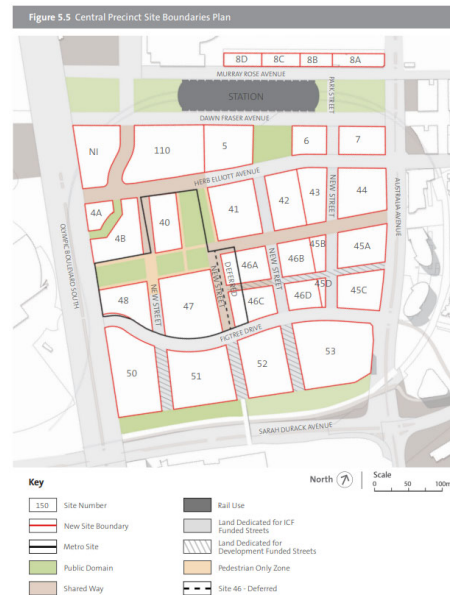 Figure 5.5 Central Precinct Site Boundaries Plan
8D 8C 8B 8A
MURRAY ROSE AVENUE
STATION
PARK STREET
DAWN FRASER AVENUE
NI 110 5 6 7
HERB ELLIOTT AVENUE
4A 4B 40 41 42 43 NEW STREET 44
AUSTRALIA AVENUE
OLYMPIC BOULEVARD SOUTH
46A 46B 45B 45A
NEW STREET
DEFERRED
NEW STREET
45D
48 NEW STREET 47 46C 46D 45C
FIGTREE DRIVE
50 51 52 53
SARAH DURACK AVENUE
Key
North
Scale
0 50 100m
150 Site Number
New Site Boundary
Metro Site
Public Domain
Shared Way
Rail Use
Land Dedicated for ICF
Funded Streets
Land Dedicated for
Development Funded Streets
Pedestrian Only Zone
Site 46 - Deferred